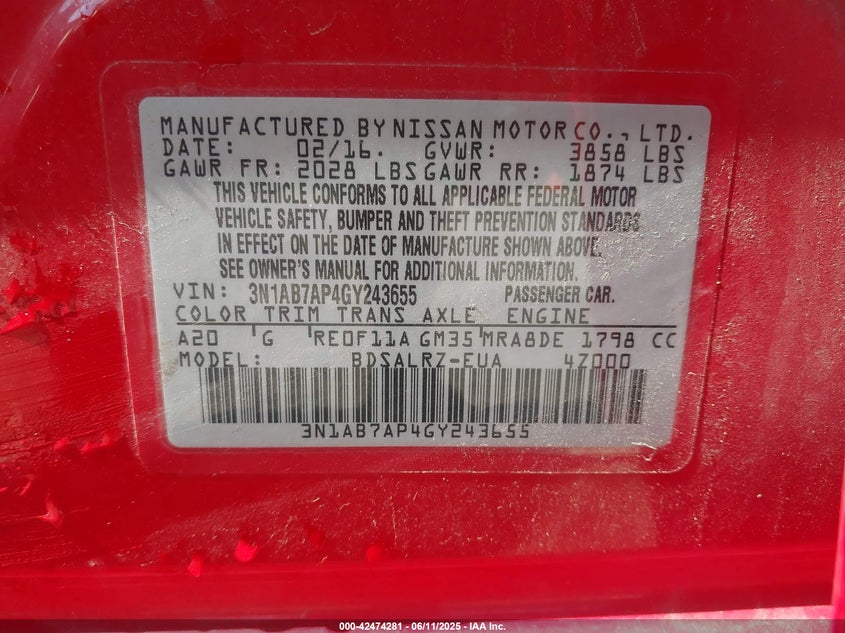 MANUFACTURED BY NISSAN MOTOR CO., LTD.
DATE: 02/16. GVWR: 3858 LBS
GAWR FR: 2028 LBS GAWR RR: 1874 LBS
THIS VEHICLE CONFORMS TO ALL APPLICABLE FEDERAL MOTOR
VEHICLE SAFETY, BUMPER AND THEFT PREVENTION STANDARDS
IN EFFECT ON THE DATE OF MANUFACTURE SHOWN ABOVE.
SEE OWNER'S MANUAL FOR ADDITIONAL INFORMATION.
VIN: 3N1AB7AP4GY243655 PASSENGER CAR.
COLOR TRIM TRANS AXLE ENGINE
A20 G RE0F11A GM35 MRA8DE 1798 CC
MODEL: BDSALRZ-EUA 4Z000
3N1AB7AP4GY243655
000-42474281 - 06/11/2025 - IAA Inc.